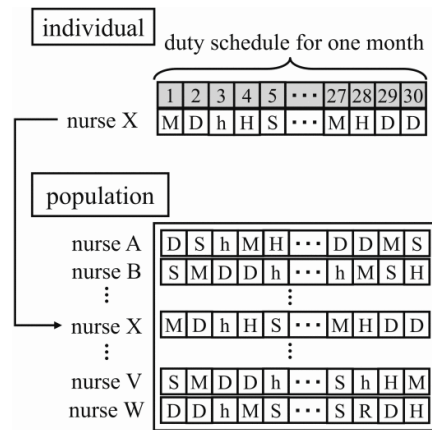 individual
duty schedule for one month
1 2 3 4 5 ... 27 28 29 30
nurse X M D h H S ... M H D D
population
nurse A D S h M H ... D D M S
nurse B S M D D h ... h M S H
⋮ ⋮
nurse X M D h H S ... M H D D
⋮ ⋮
nurse V S M D D h ... S h H M
nurse W D D h M S ... S R D H